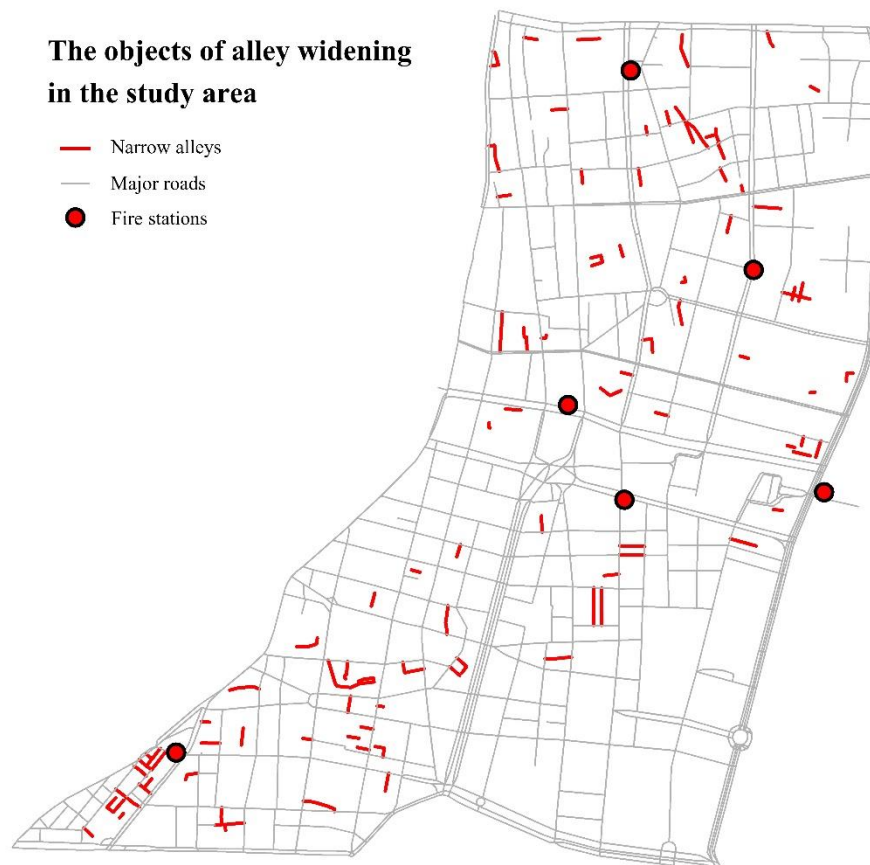 The objects of alley widening
in the study area
Narrow alleys
Major roads
Fire stations